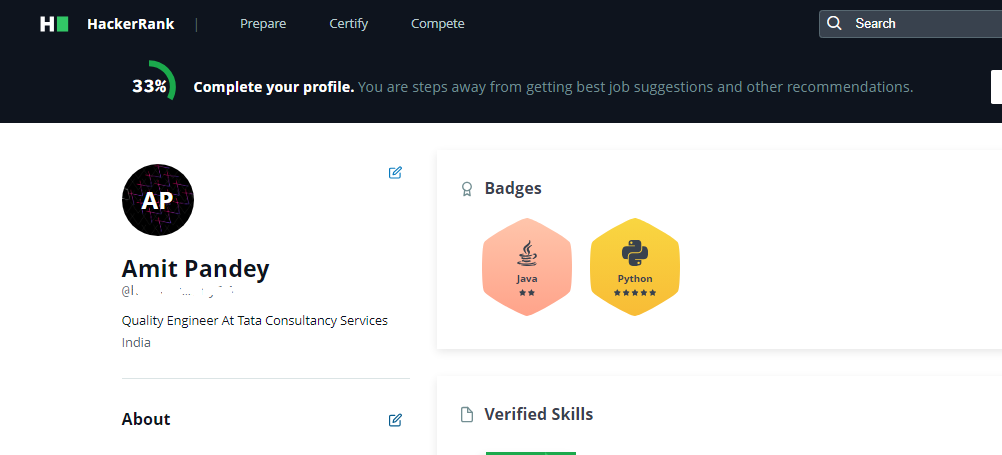 HackerRank | Prepare Certify Compete Search
33% Complete your profile. You are steps away from getting best job suggestions and other recommendations.
AP
Amit Pandey
Quality Engineer At Tata Consultancy Services
India
About
Badges
Java
Python
Verified Skills